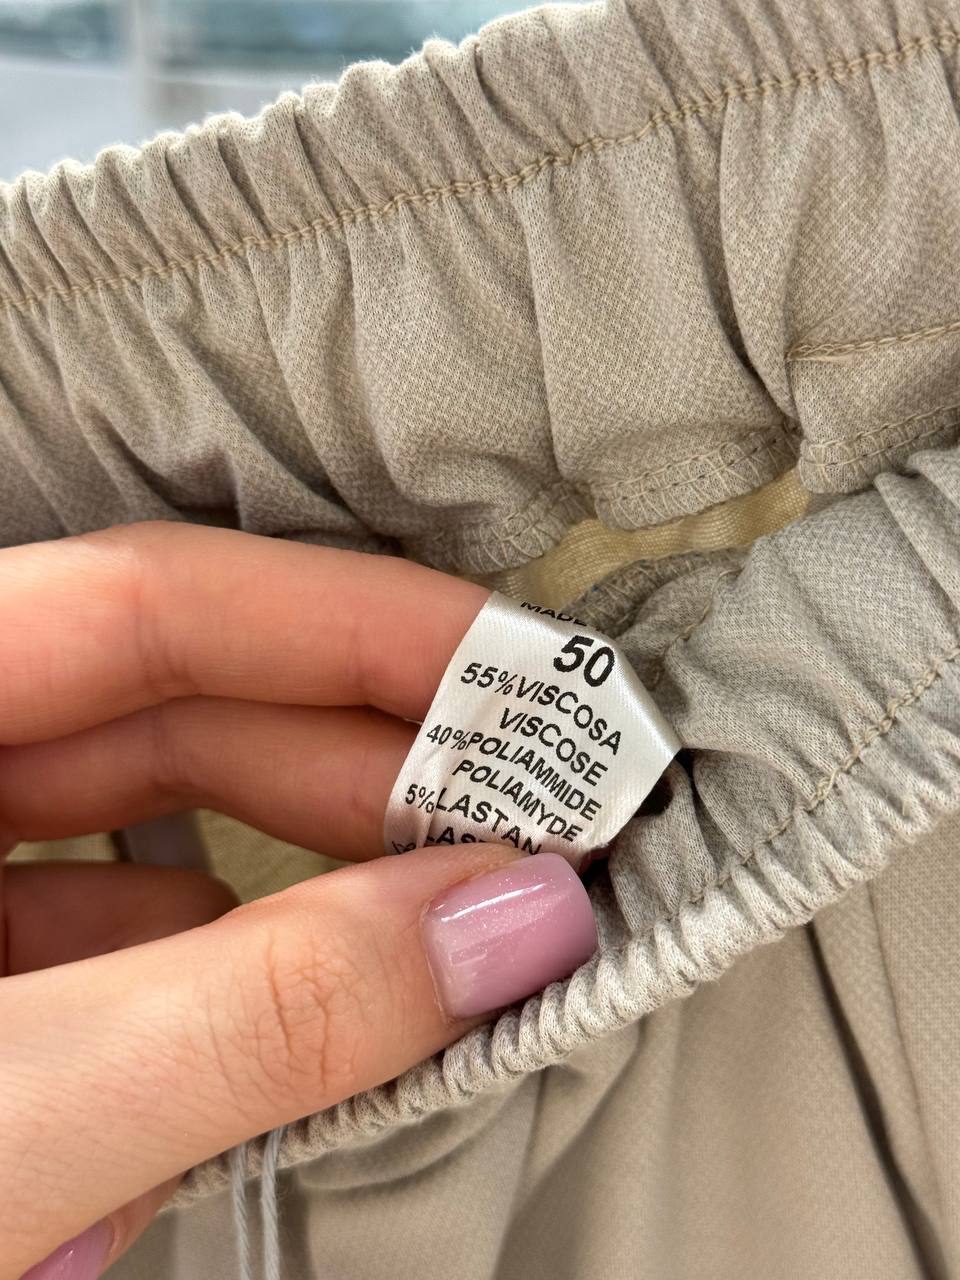 MADE
50
55%VISCOSA
VISCOSE
40%POLIAMMIDE
POLIAMYDE
5%LASTAN